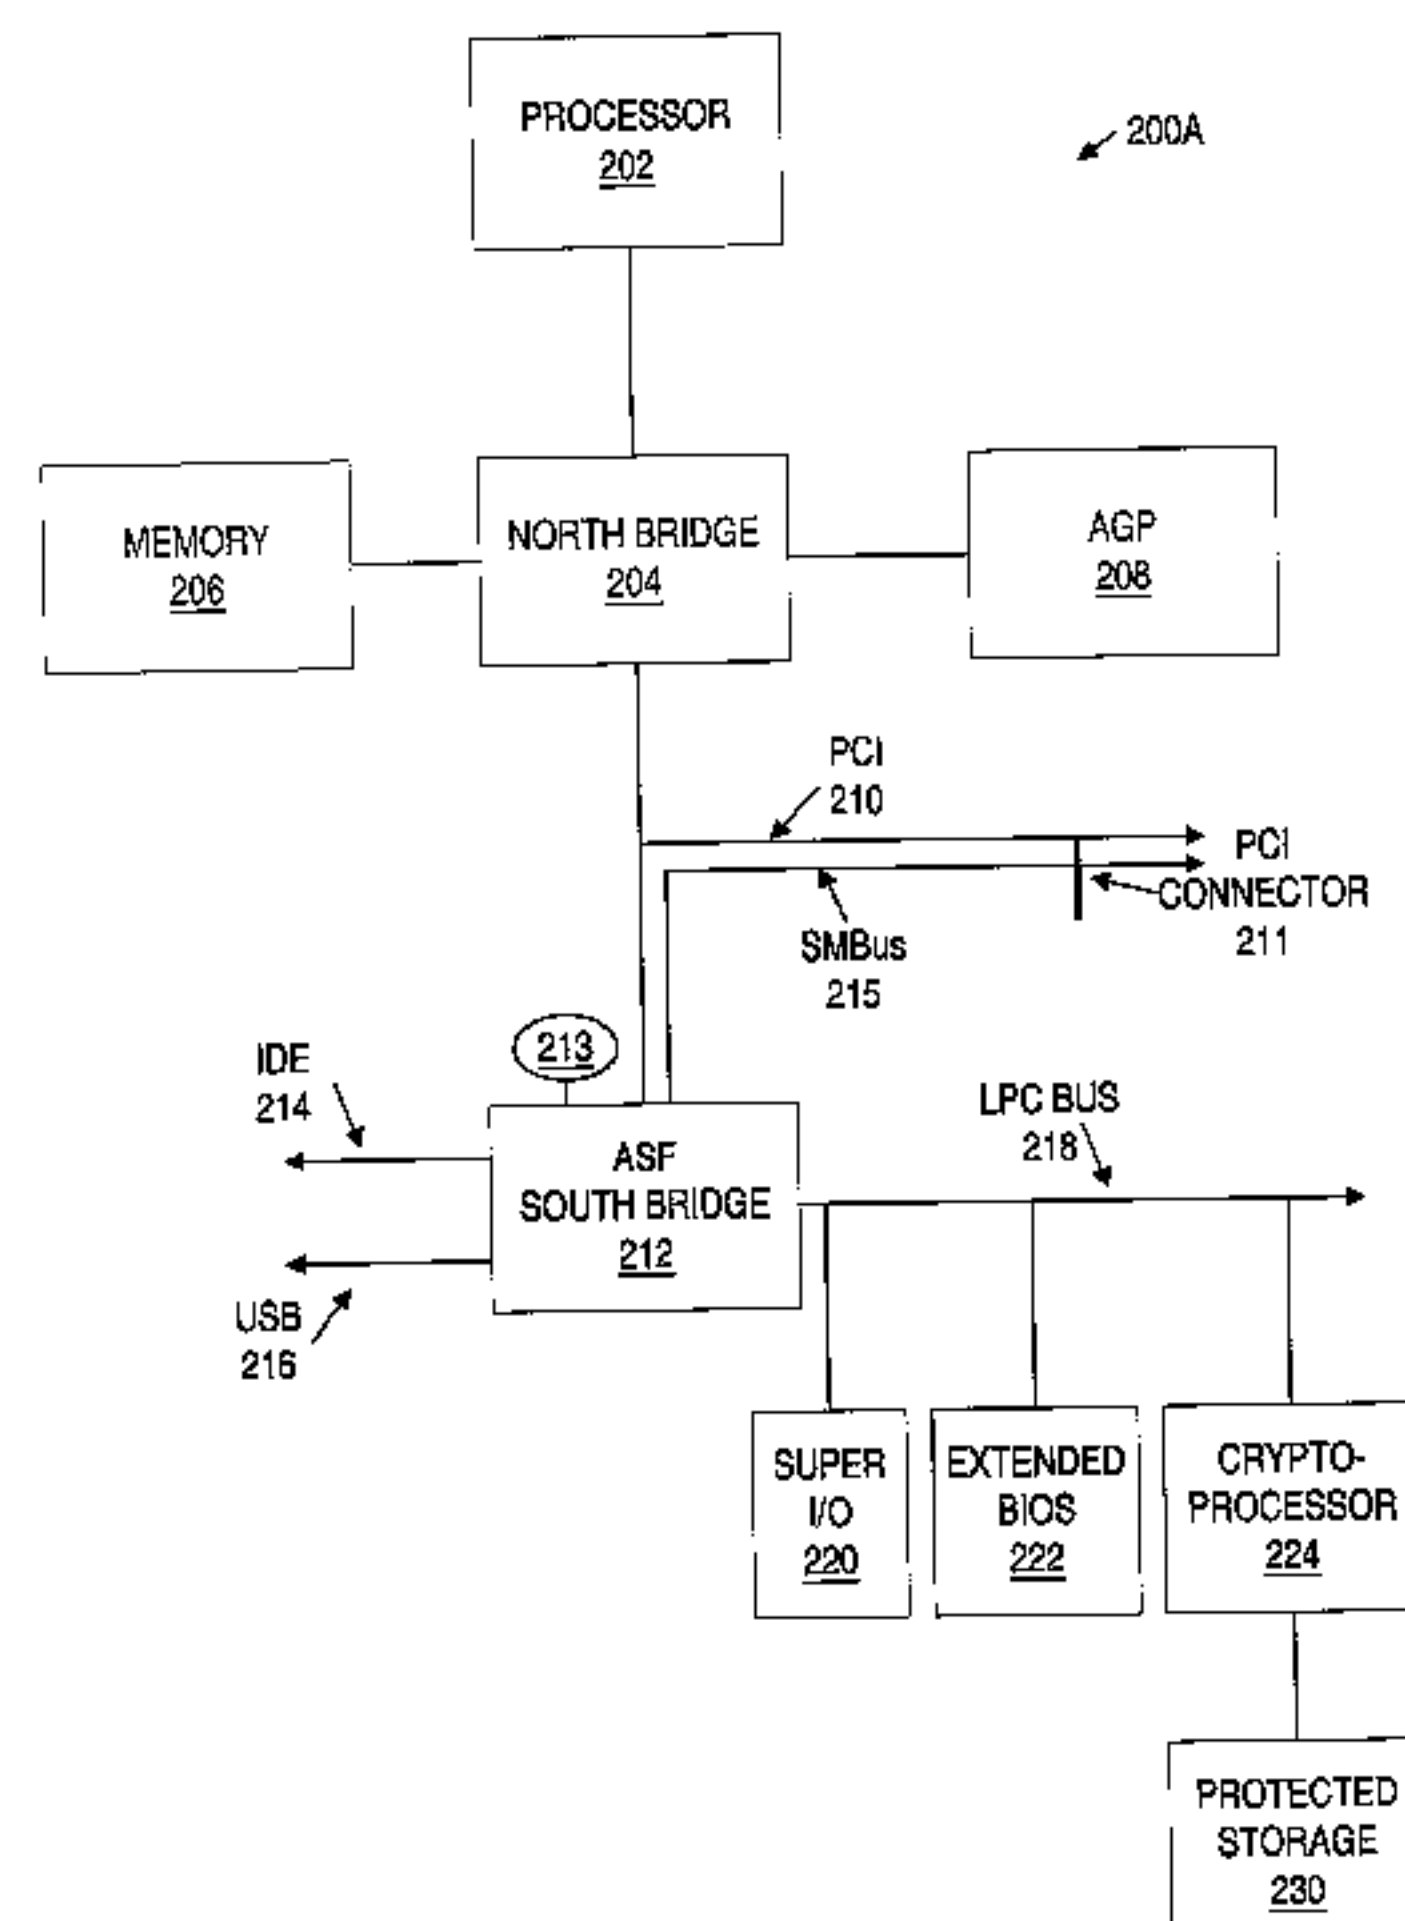 PROCESSOR
202
200A
MEMORY
206
NORTH BRIDGE
204
AGP
208
PCI
210
PCI
CONNECTOR
211
SMBus
215
213
IDE
214
LPC BUS
218
ASF
SOUTH BRIDGE
212
USB
216
SUPER
I/O
220
EXTENDED
BIOS
222
CRYPTO-
PROCESSOR
224
PROTECTED
STORAGE
230